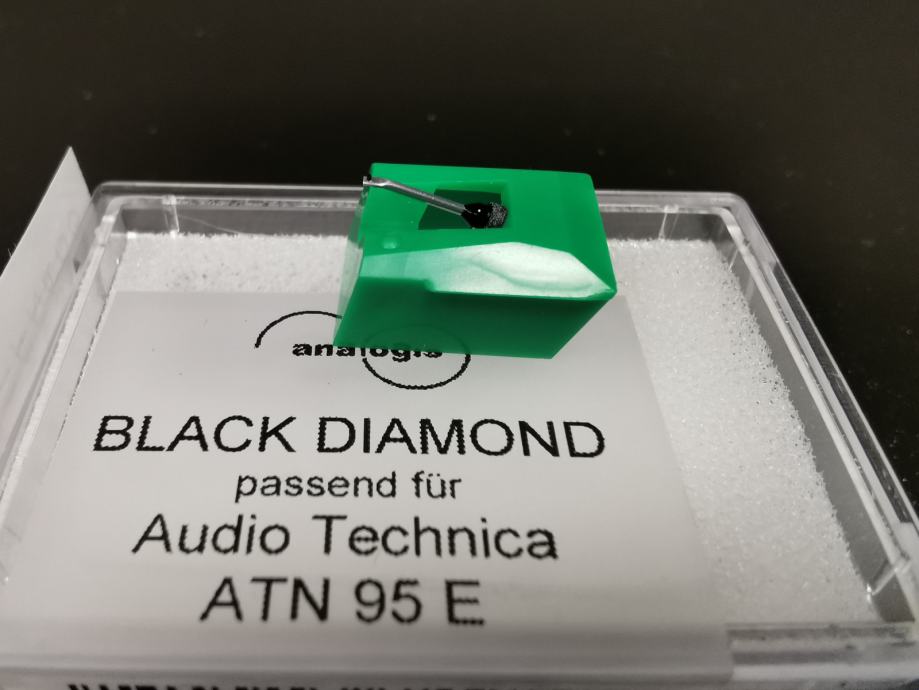 analogis
BLACK DIAMOND
passend für
Audio Technica
ATN 95 E